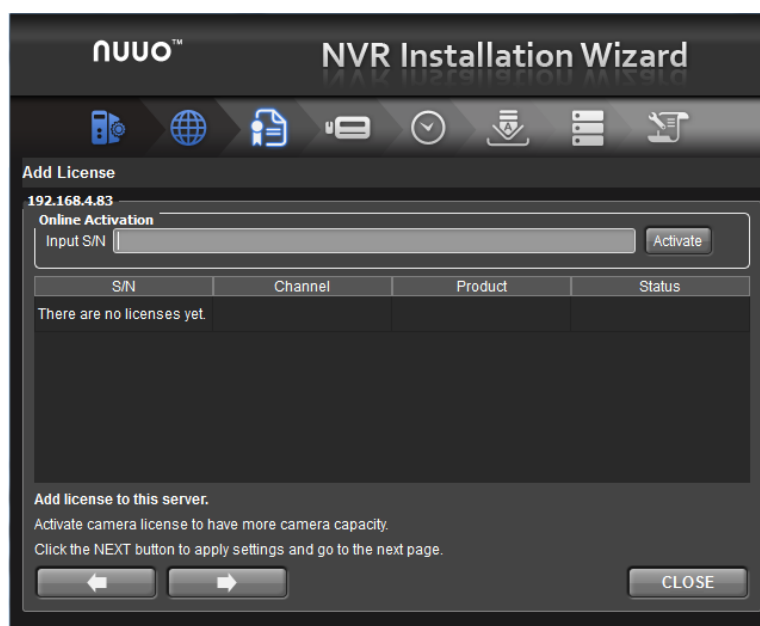 nuuo™
NVR Installation Wizard
Add License
192.168.4.83
Online Activation
Input S/N
Activate
S/N Channel Product Status
There are no licenses yet.
Add license to this server.
Activate camera license to have more camera capacity.
Click the NEXT button to apply settings and go to the next page.
CLOSE